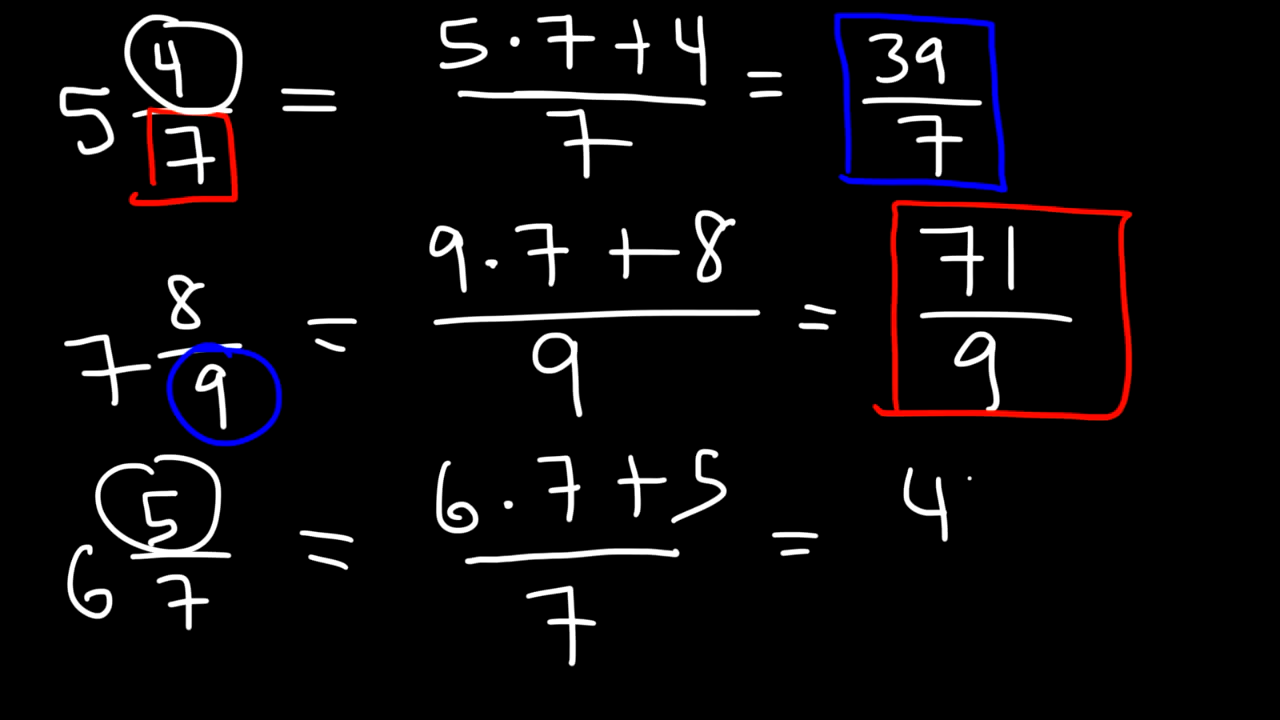 5 4/7 = (5·7+4)/7 = 39/7
7 8/9 = (9·7+8)/9 = 71/9
6 5/7 = (6·7+5)/7 = 4